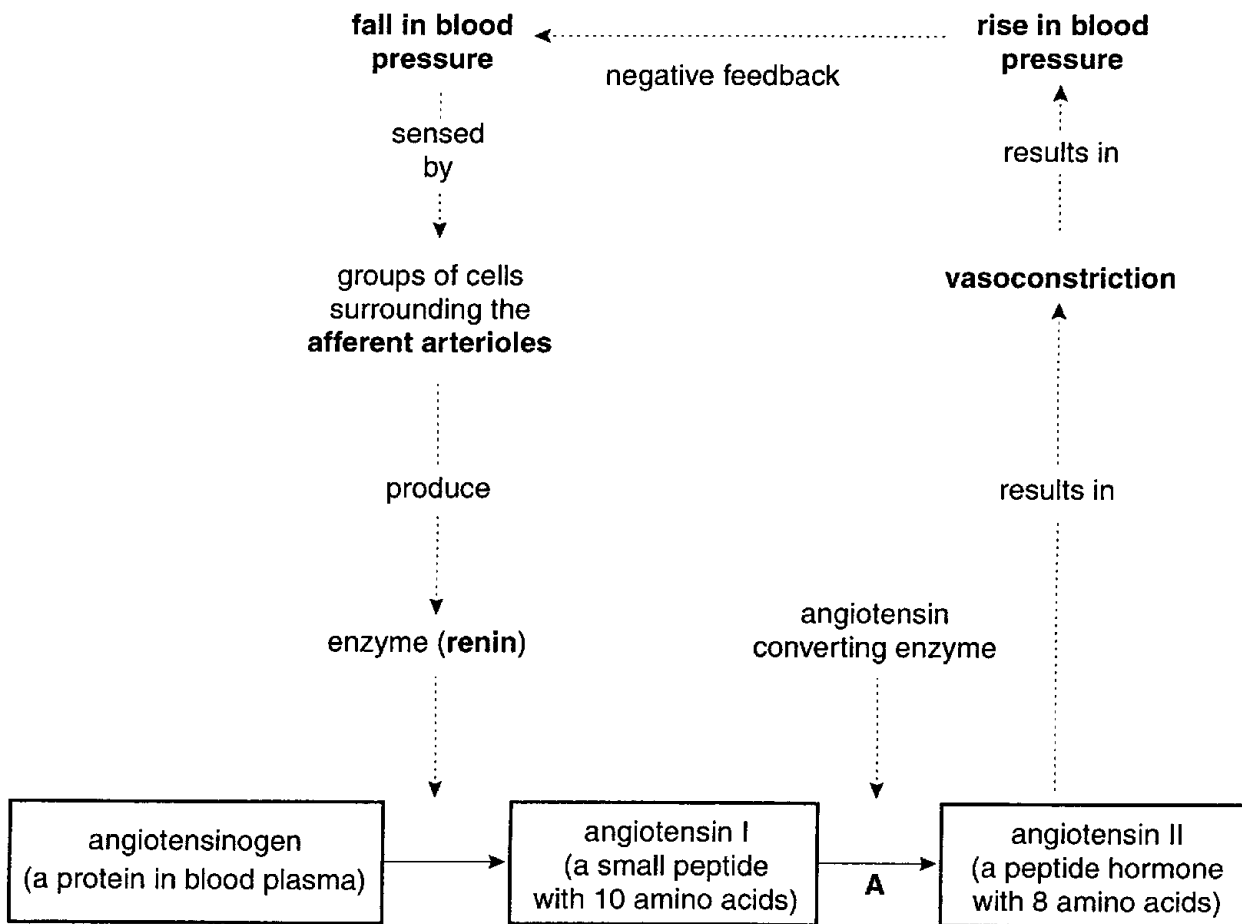 fall in blood
pressure
rise in blood
pressure
negative feedback
sensed
by
results in
groups of cells
surrounding the
afferent arterioles
vasoconstriction
produce
results in
enzyme (renin)
angiotensin
converting enzyme
angiotensinogen
(a protein in blood plasma)
angiotensin I
(a small peptide
with 10 amino acids)
A
angiotensin II
(a peptide hormone
with 8 amino acids)